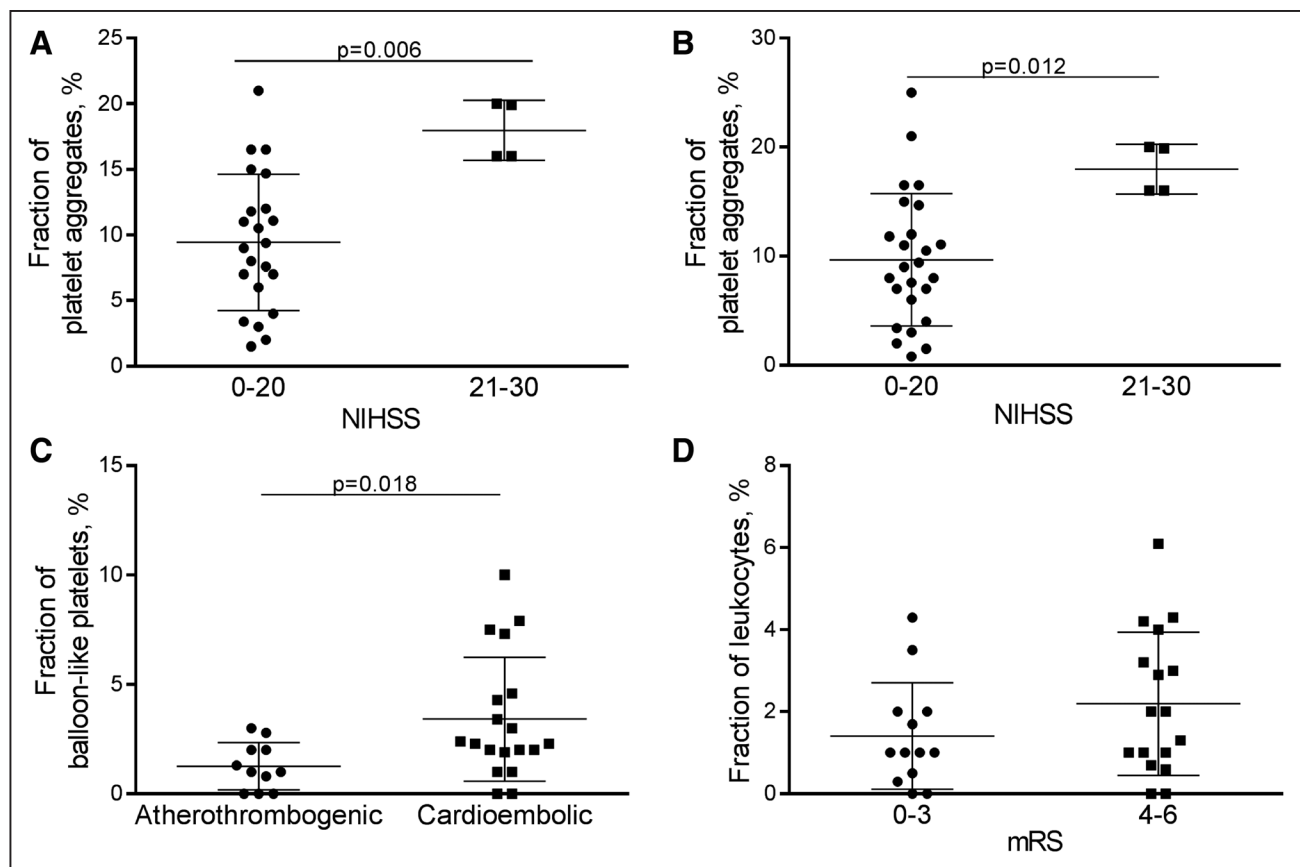 A
Fraction of
platelet aggregates, %
25
20
15
10
5
0
p=0.006
0-20
21-30
NIHSS
B
Fraction of
platelet aggregates, %
30
20
10
0
p=0.012
0-20
21-30
NIHSS
C
Fraction of
balloon-like platelets, %
15
10
5
0
p=0.018
Atherothrombogenic
Cardioembolic
D
Fraction of leukocytes, %
8
6
4
2
0
0-3
4-6
mRS